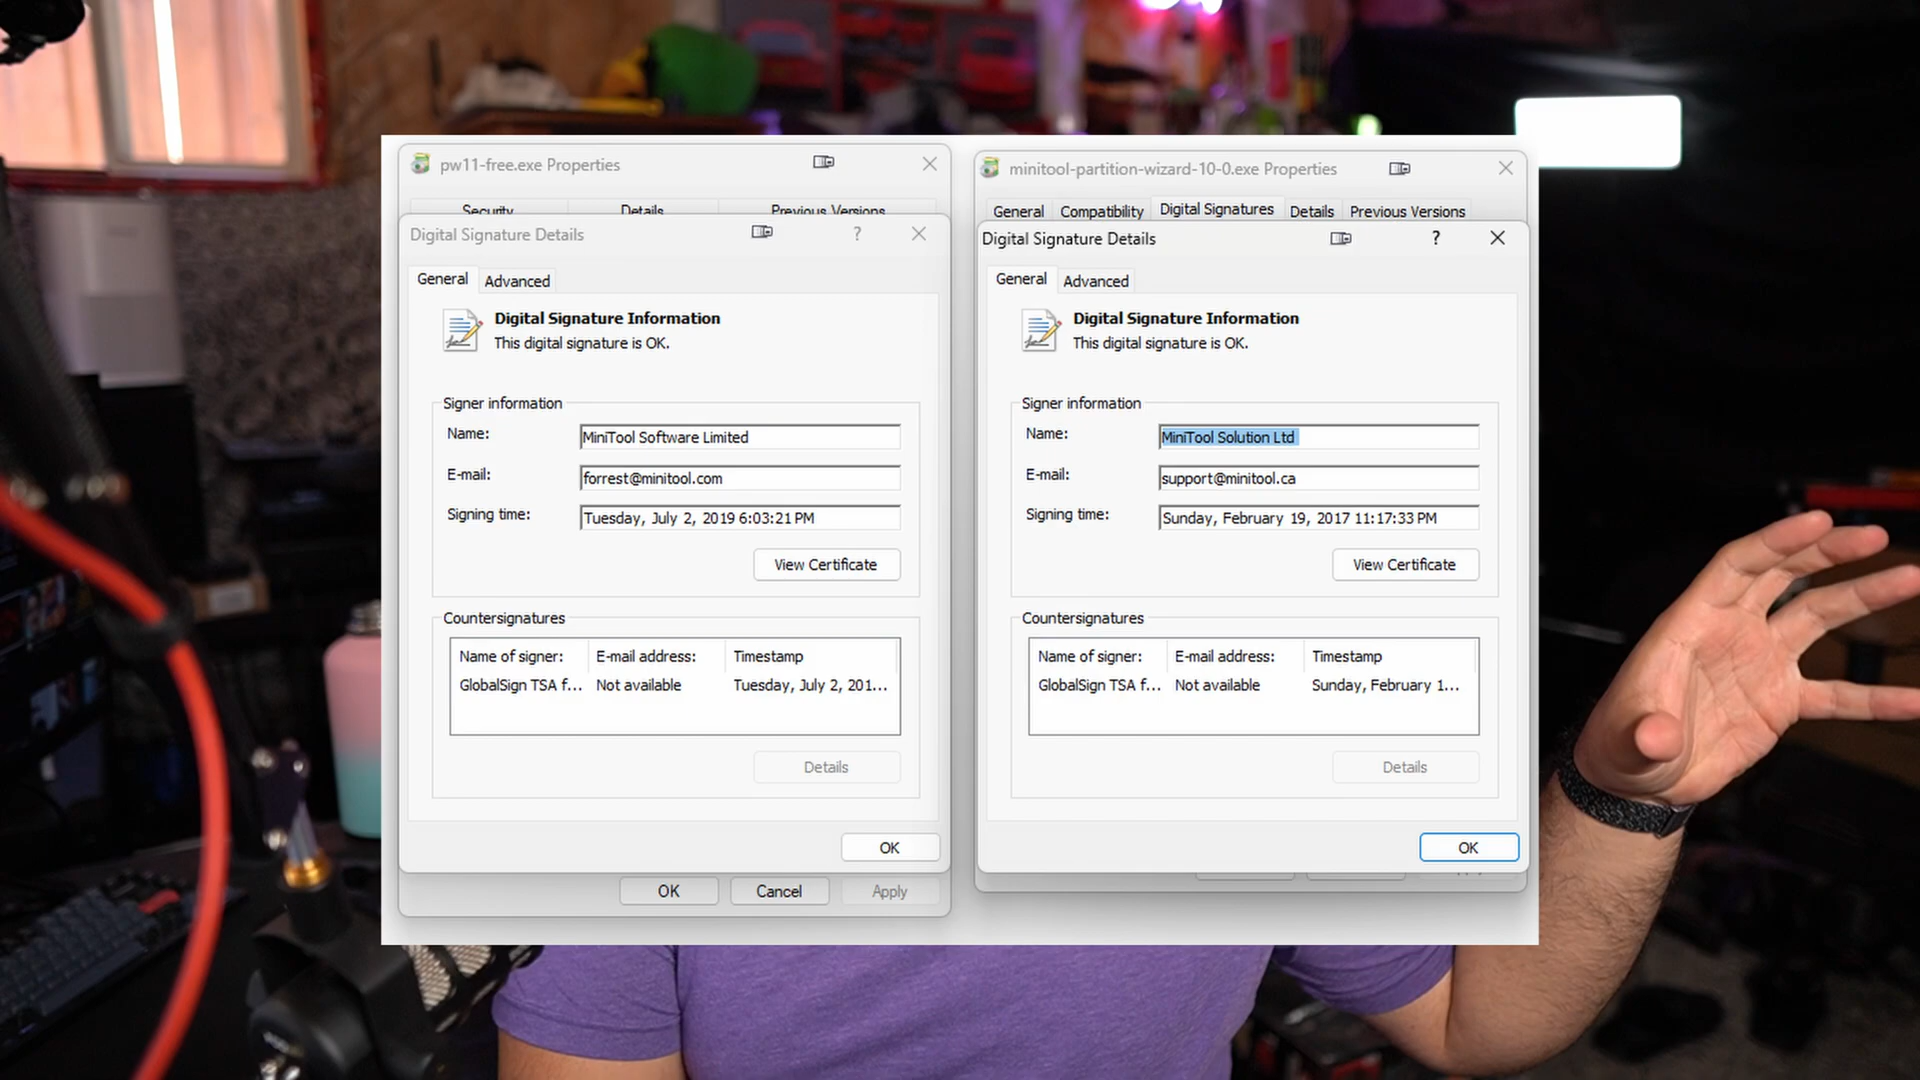 pw11-free.exe Properties
Security Details Previous Versions
Digital Signature Details ?
General Advanced
Digital Signature Information
This digital signature is OK.
Signer information
Name: MiniTool Software Limited
E-mail: forrest@minitool.com
Signing time: Tuesday, July 2, 2019 6:03:21 PM
View Certificate
Countersignatures
Name of signer: E-mail address: Timestamp
GlobalSign TSA f... Not available Tuesday, July 2, 201...
Details
OK
OK Cancel Apply
minitool-partition-wizard-10-0.exe Properties
General Compatibility Digital Signatures Details Previous Versions
Digital Signature Details ?
General Advanced
Digital Signature Information
This digital signature is OK.
Signer information
Name: MiniTool Solution Ltd
E-mail: support@minitool.ca
Signing time: Sunday, February 19, 2017 11:17:33 PM
View Certificate
Countersignatures
Name of signer: E-mail address: Timestamp
GlobalSign TSA f... Not available Sunday, February 1...
Details
OK